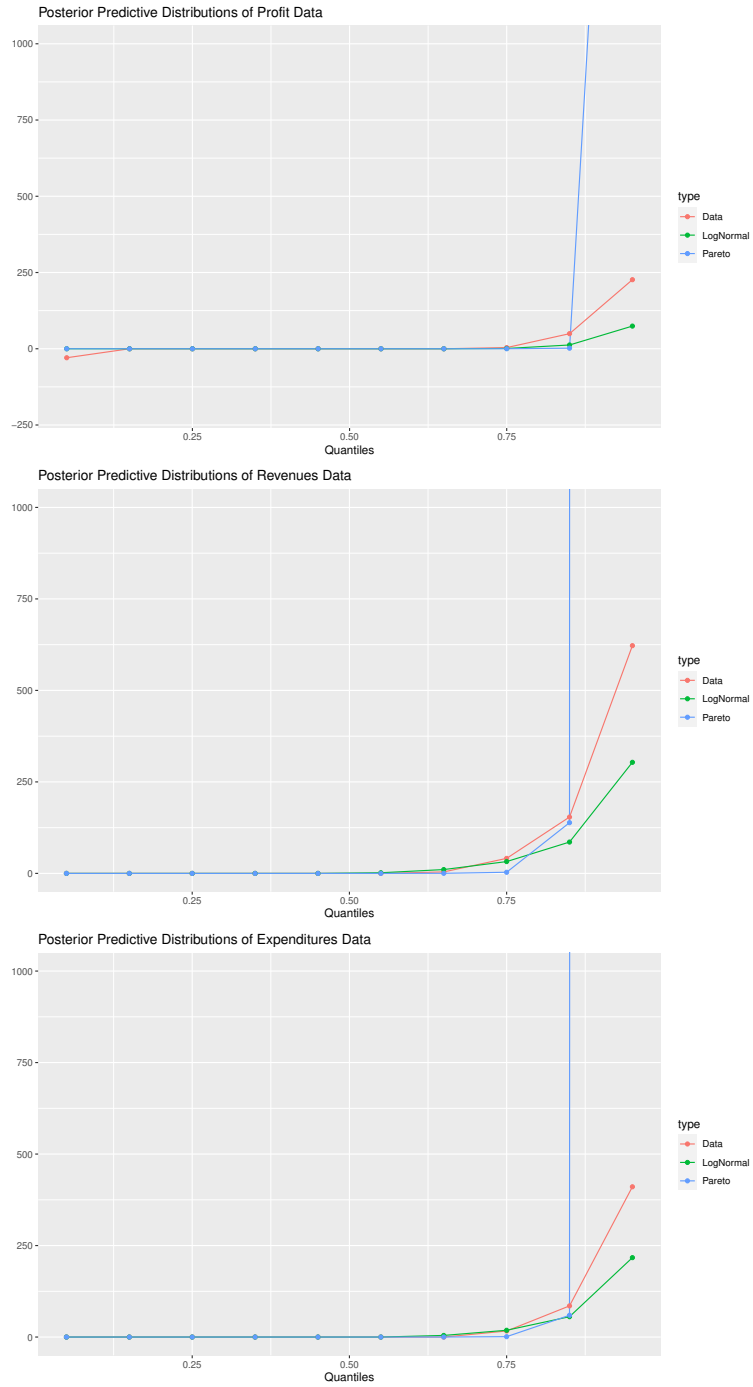 Posterior Predictive Distributions of Profit Data
1000
750
500
250
0
−250
0.25
0.50
0.75
Quantiles
type
Data
LogNormal
Pareto
Posterior Predictive Distributions of Revenues Data
1000
750
500
250
0
0.25
0.50
0.75
Quantiles
type
Data
LogNormal
Pareto
Posterior Predictive Distributions of Expenditures Data
1000
750
500
250
0
0.25
0.50
0.75
Quantiles
type
Data
LogNormal
Pareto